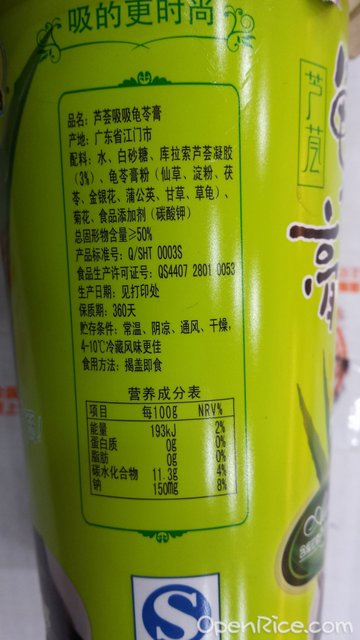 吸的更时尚
品名：芦荟吸吸龟苓膏
产地：广东省江门市
配料：水、白砂糖、库拉索芦荟凝胶
（3%）、龟苓膏粉（仙草、淀粉、茯
苓、金银花、蒲公英、甘草、草龟）、
菊花、食品添加剂（碳酸钾）
总固形物含量≥50%
产品标准号：Q/SHT 0003S
食品生产许可证号：QS4407 2801 0053
生产日期：见打印处
保质期：360天
贮存条件：常温、阴凉、通风、干燥，
4-10℃冷藏风味更佳
食用方法：揭盖即食
营养成分表
项目 每100g NRV%
能量 193kJ 2%
蛋白质 0g 0%
脂肪 0g 0%
碳水化合物 11.3g 4%
钠 150mg 8%
芦荟
膏
S
OpenRice.com